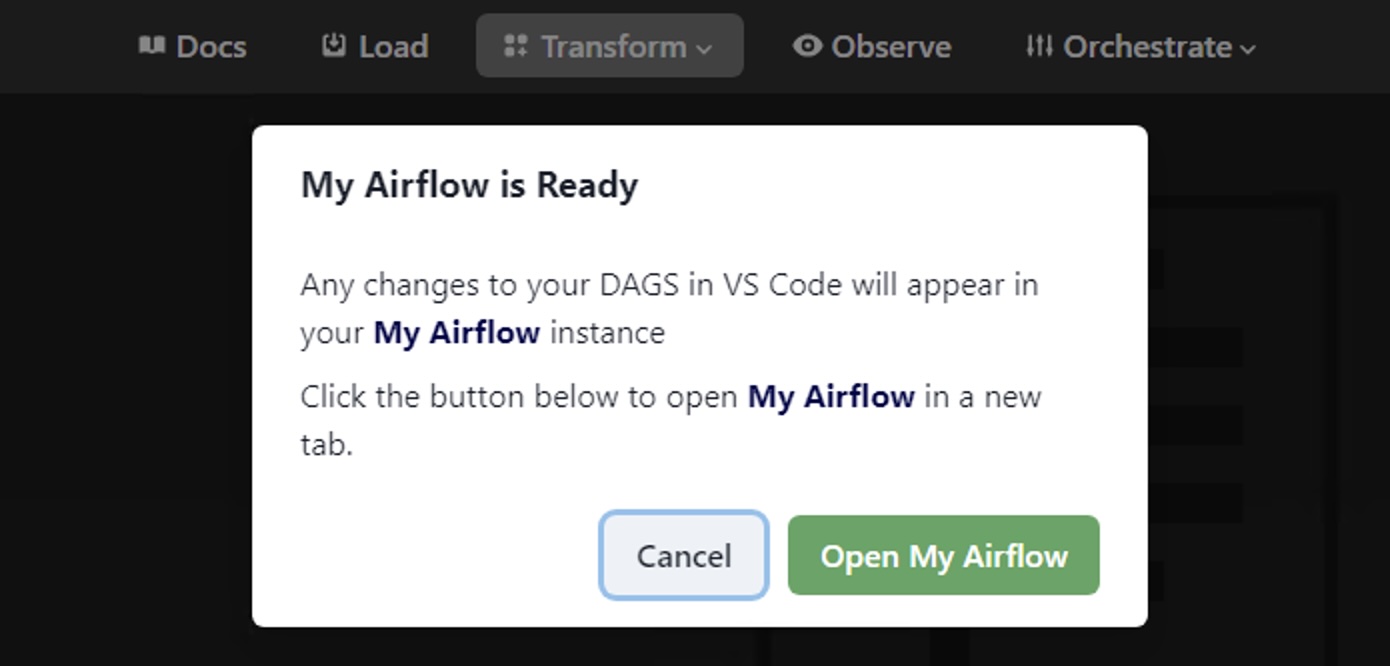 Docs Load Transform Observe Orchestrate
My Airflow is Ready
Any changes to your DAGS in VS Code will appear in
your My Airflow instance
Click the button below to open My Airflow in a new
tab.
Cancel Open My Airflow